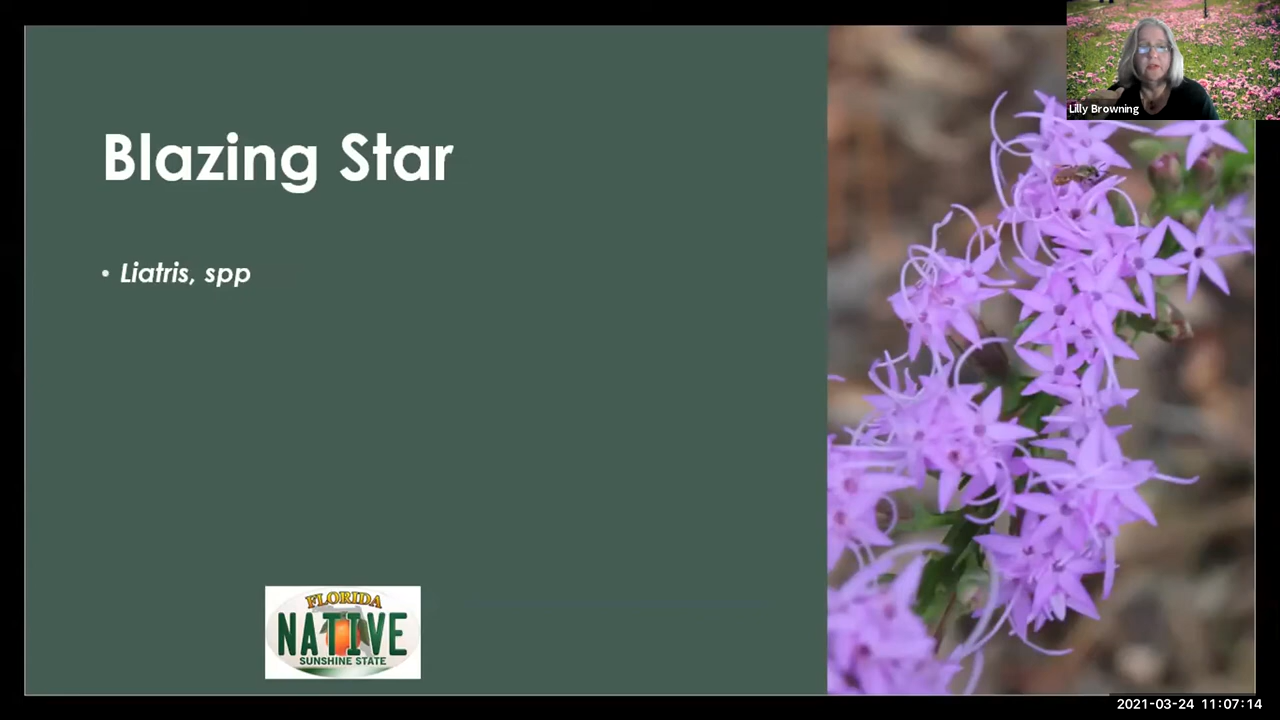 Lilly Browning
Blazing Star
• Liatris, spp
FLORIDA
NATIVE
SUNSHINE STATE
2021-03-24 11:07:14